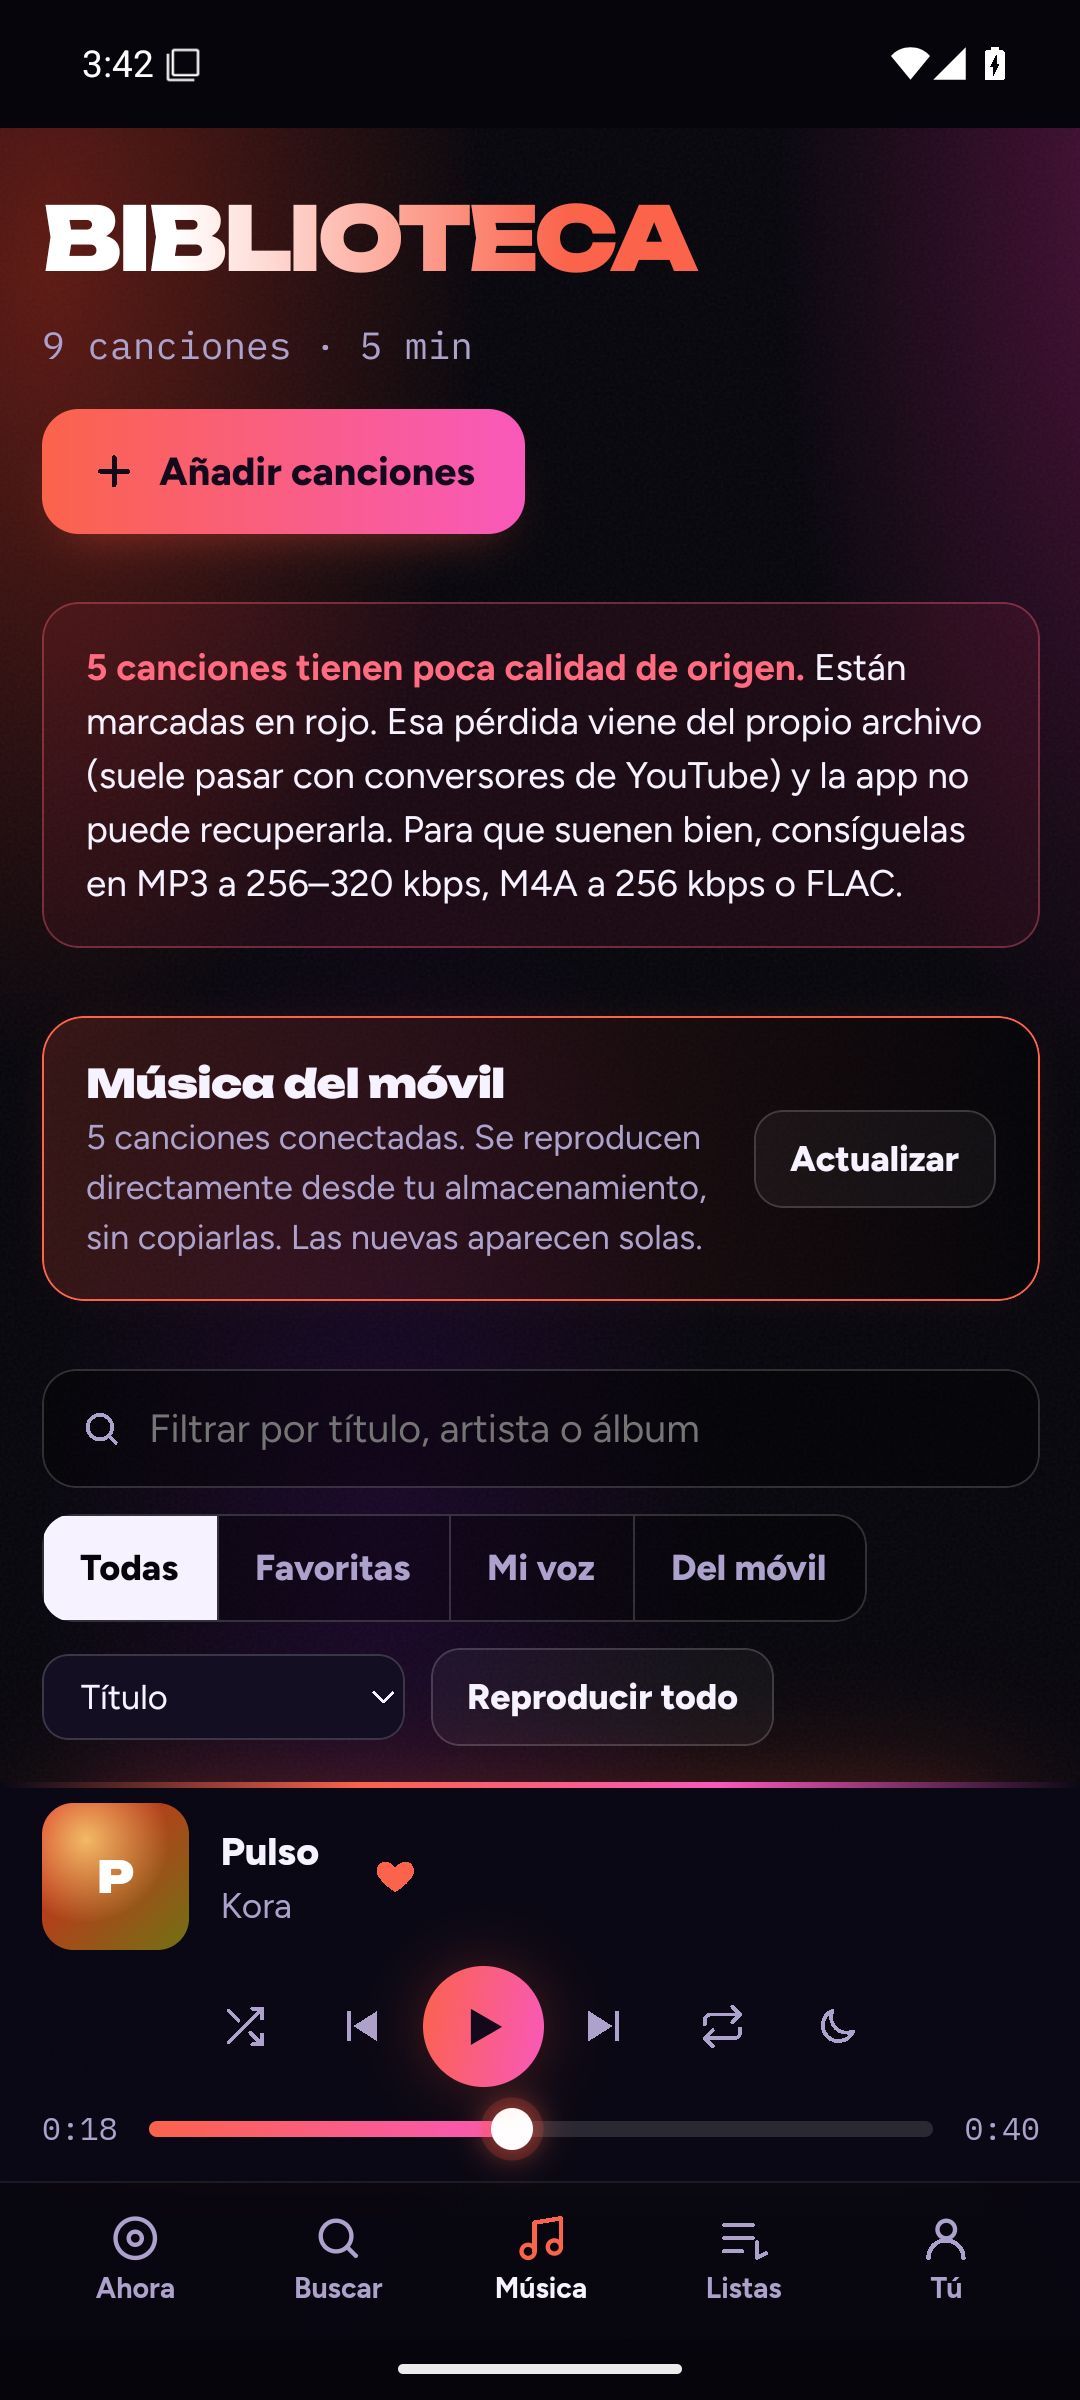 3:42
BIBLIOTECA
9 canciones · 5 min
Añadir canciones
5 canciones tienen poca calidad de origen. Están
marcadas en rojo. Esa pérdida viene del propio archivo
(suele pasar con conversores de YouTube) y la app no
puede recuperarla. Para que suenen bien, consíguelas
en MP3 a 256–320 kbps, M4A a 256 kbps o FLAC.
Música del móvil
5 canciones conectadas. Se reproducen
directamente desde tu almacenamiento,
sin copiarlas. Las nuevas aparecen solas.
Actualizar
Filtrar por título, artista o álbum
Todas Favoritas Mi voz Del móvil
Título Reproducir todo
P
Pulso
Kora
0:18 0:40
Ahora Buscar Música Listas Tú